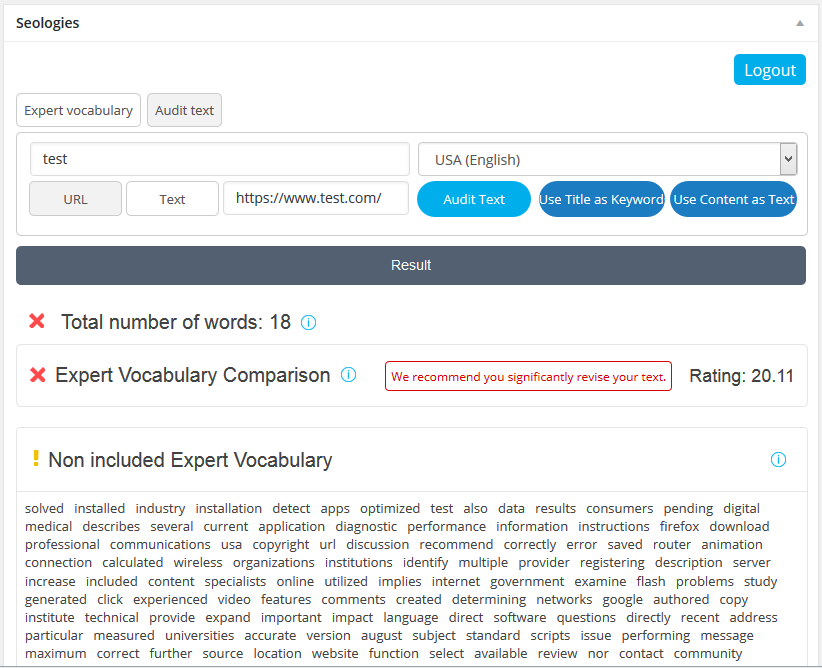 Seologies
Logout
Expert vocabulary Audit text
test USA (English)
URL Text https://www.test.com/ Audit Text Use Title as Keyword Use Content as Text
Result
Total number of words: 18
Expert Vocabulary Comparison We recommend you significantly revise your text. Rating: 20.11
Non included Expert Vocabulary
solved installed industry installation detect apps optimized test also data results consumers pending digital
medical describes several current application diagnostic performance information instructions firefox download
professional communications usa copyright url discussion recommend correctly error saved router animation
connection calculated wireless organizations institutions identify multiple provider registering description server
increase included content specialists online utilized implies internet government examine flash problems study
generated click experienced video features comments created determining networks google authored copy
institute technical provide expand important impact language direct software questions directly recent address
particular measured universities accurate version august subject standard scripts issue performing message
maximum correct further source location website function select available review nor contact community